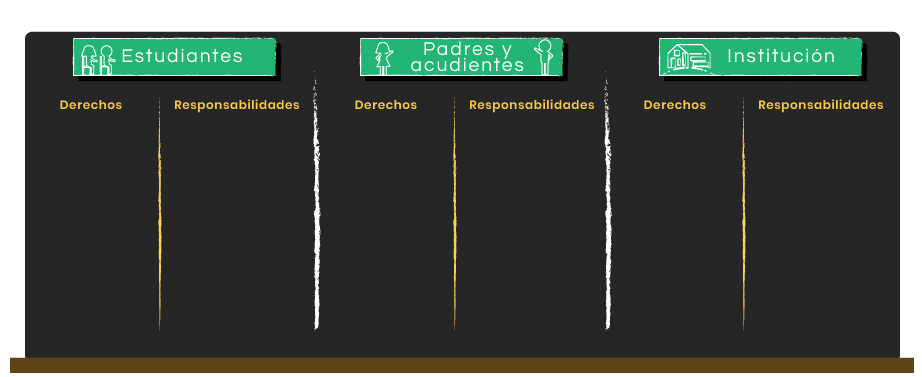 Estudiantes
Padres y
acudientes
Institución
Derechos
Responsabilidades
Derechos
Responsabilidades
Derechos
Responsabilidades